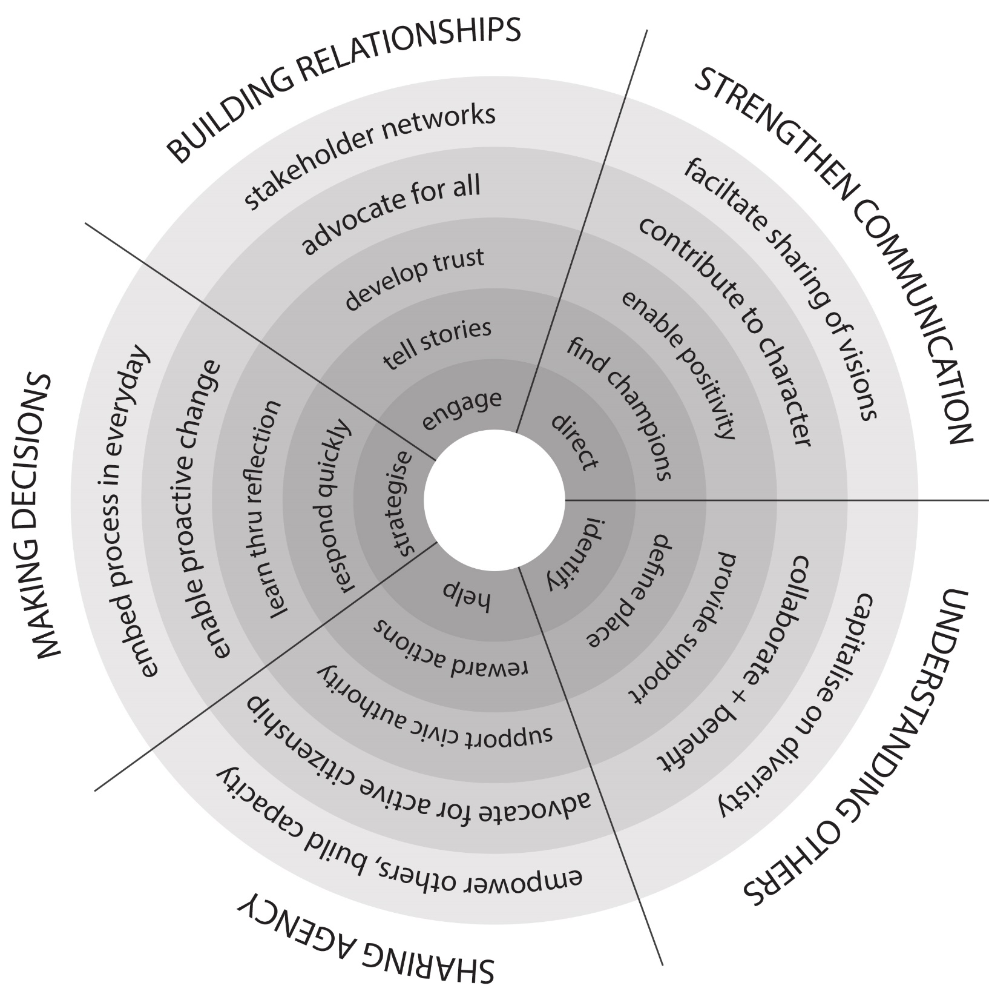 BUILDING RELATIONSHIPS
stakeholder networks
advocate for all
develop trust
tell stories
engage
STRENGTHEN COMMUNICATION
faciltate sharing of visions
contribute to character
enable positivity
find champions
direct
UNDERSTANDING OTHERS
capitalise on diveristy
collaborate + benefit
provide support
define place
identify
SHARING AGENCY
empower others, build capacity
advocate for active citizenship
support civic authority
reward actions
help
MAKING DECISIONS
embed process in everyday
enable proactive change
learn thru reflection
respond quickly
strategise